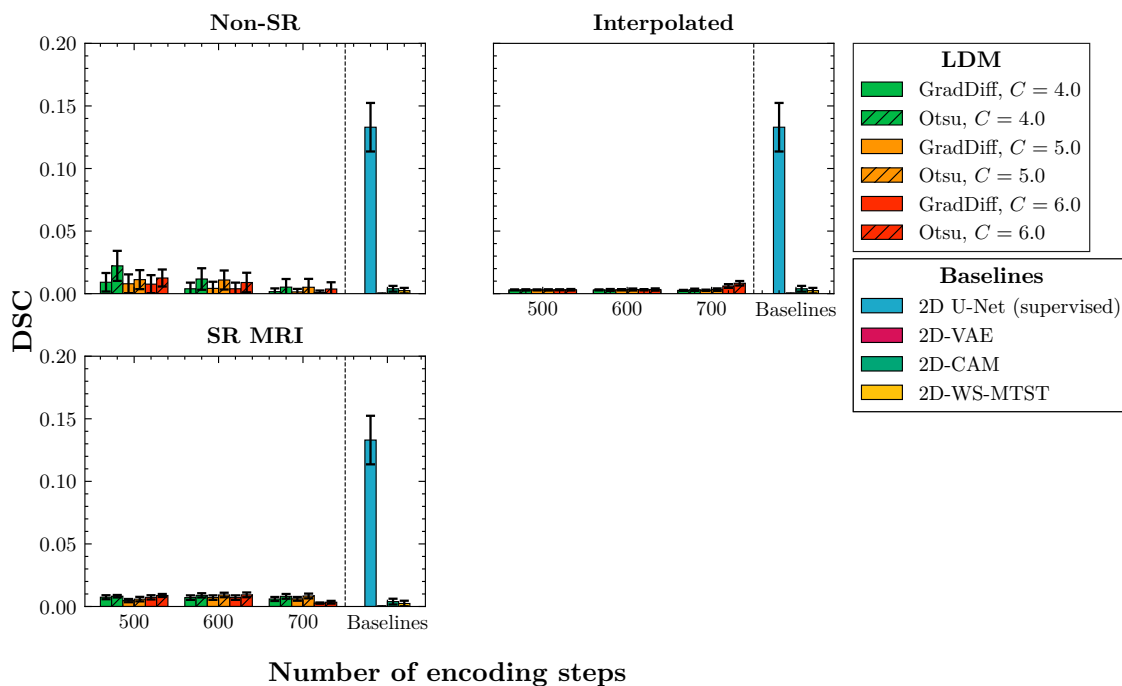 Non-SR
Interpolated
0.20
0.15
0.10
0.05
0.00
500
600
700
Baselines
SR MRI
0.20
0.15
0.10
0.05
0.00
500
600
700
Baselines
DSC
Number of encoding steps
LDM
GradDiff, C = 4.0
Otsu, C = 4.0
GradDiff, C = 5.0
Otsu, C = 5.0
GradDiff, C = 6.0
Otsu, C = 6.0
Baselines
2D U-Net (supervised)
2D-VAE
2D-CAM
2D-WS-MTST